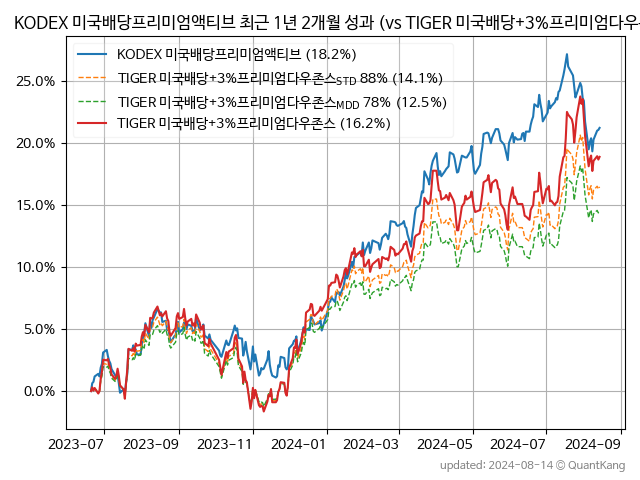 KODEX 미국배당프리미엄액티브 최근 1년 2개월 성과 (vs TIGER 미국배당+3%프리미엄다우
KODEX 미국배당프리미엄액티브 (18.2%)
TIGER 미국배당+3%프리미엄다우존스STD 88% (14.1%)
TIGER 미국배당+3%프리미엄다우존스MDD 78% (12.5%)
TIGER 미국배당+3%프리미엄다우존스 (16.2%)
25.0%
20.0%
15.0%
10.0%
5.0%
0.0%
2023-07 2023-09 2023-11 2024-01 2024-03 2024-05 2024-07 2024-09
updated: 2024-08-14 © QuantKang